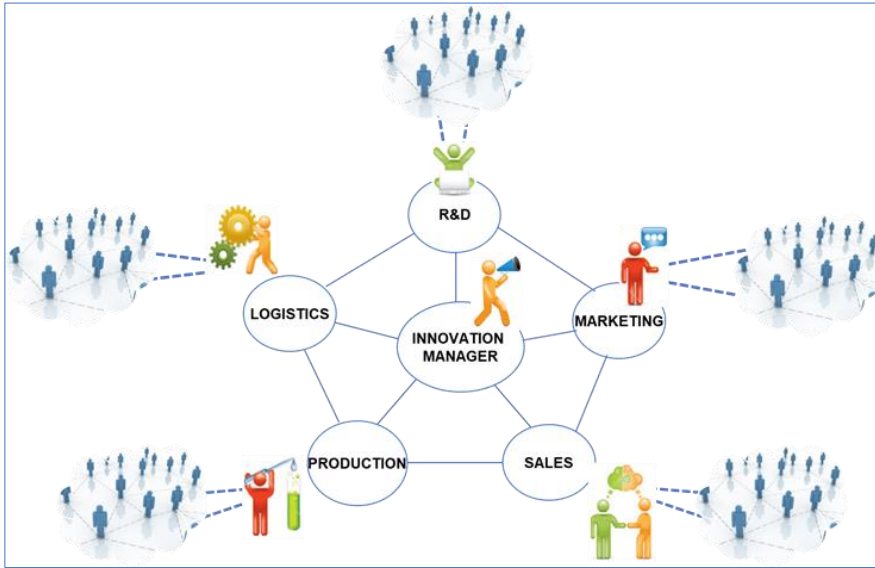 R&D
LOGISTICS
MARKETING
INNOVATION
MANAGER
PRODUCTION
SALES